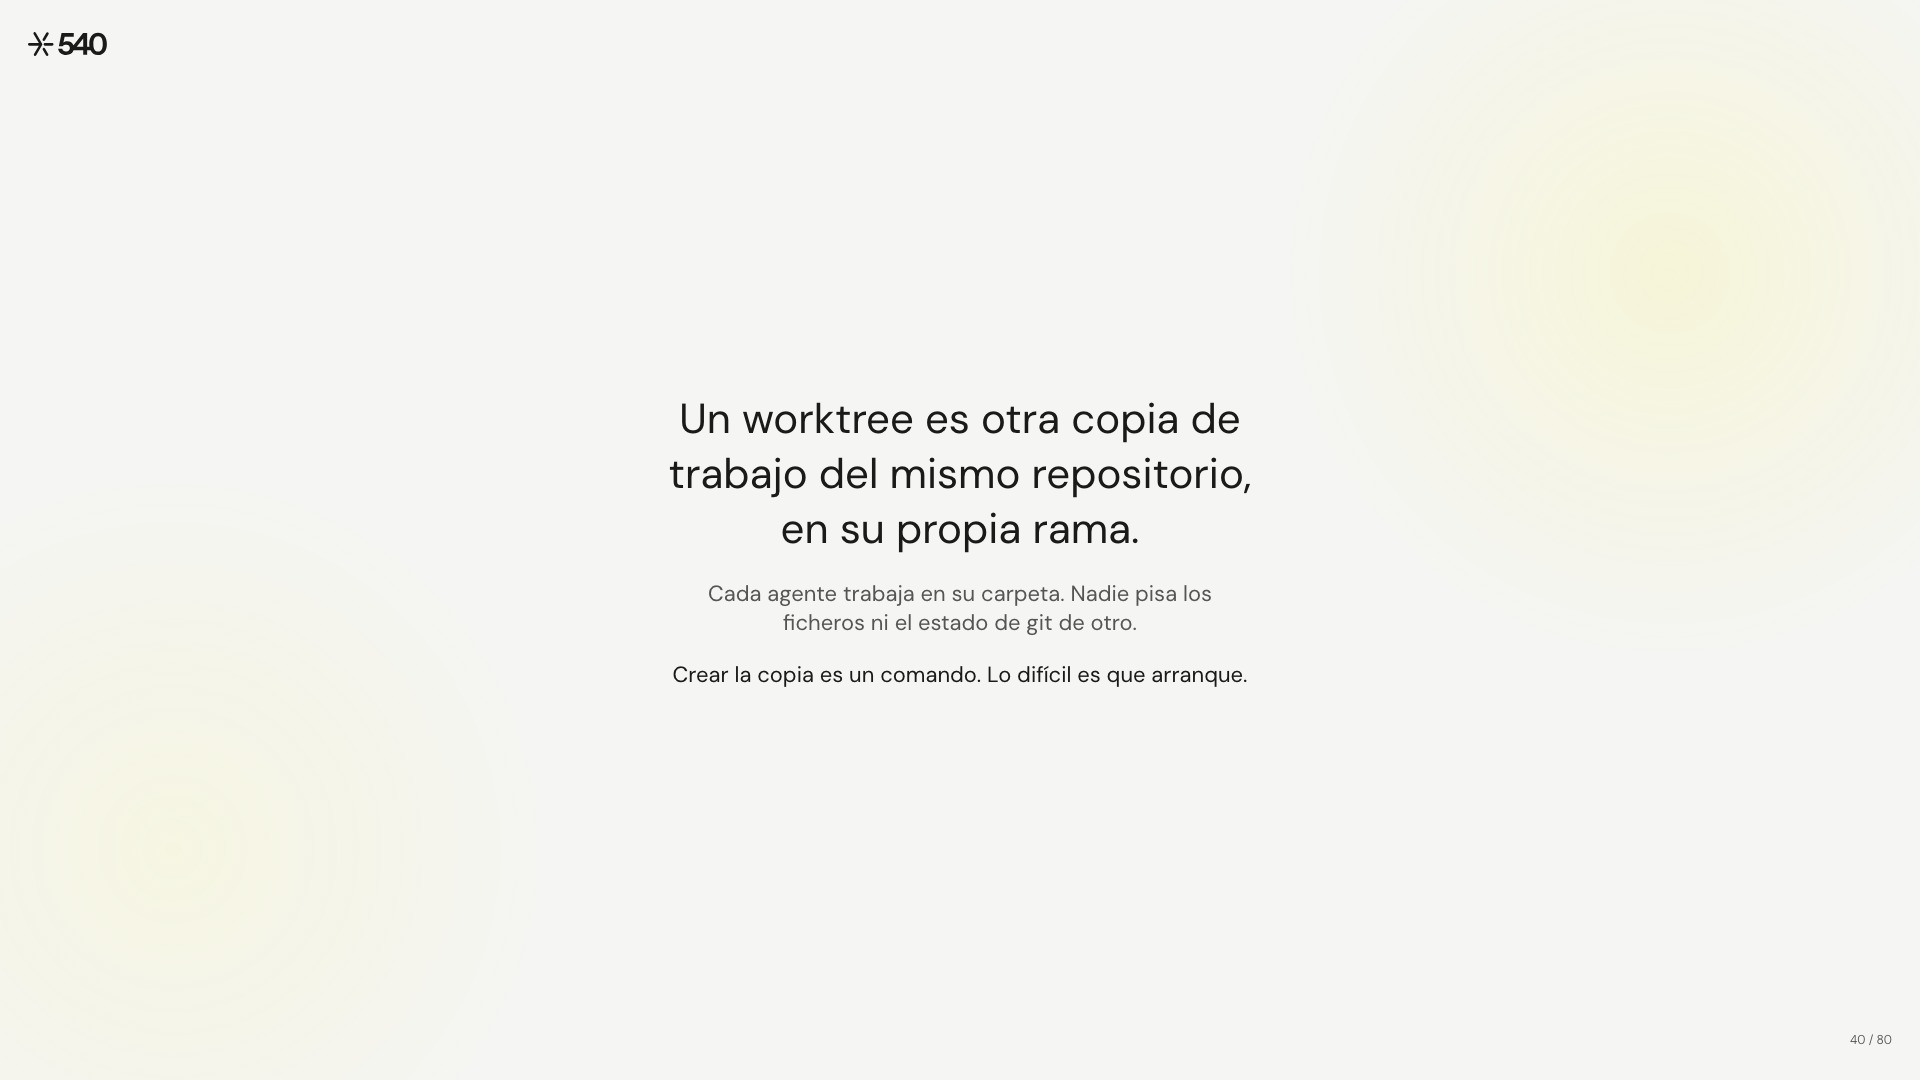 540
Un worktree es otra copia de
trabajo del mismo repositorio,
en su propia rama.
Cada agente trabaja en su carpeta. Nadie pisa los
ficheros ni el estado de git de otro.
Crear la copia es un comando. Lo difícil es que arranque.
40 / 80